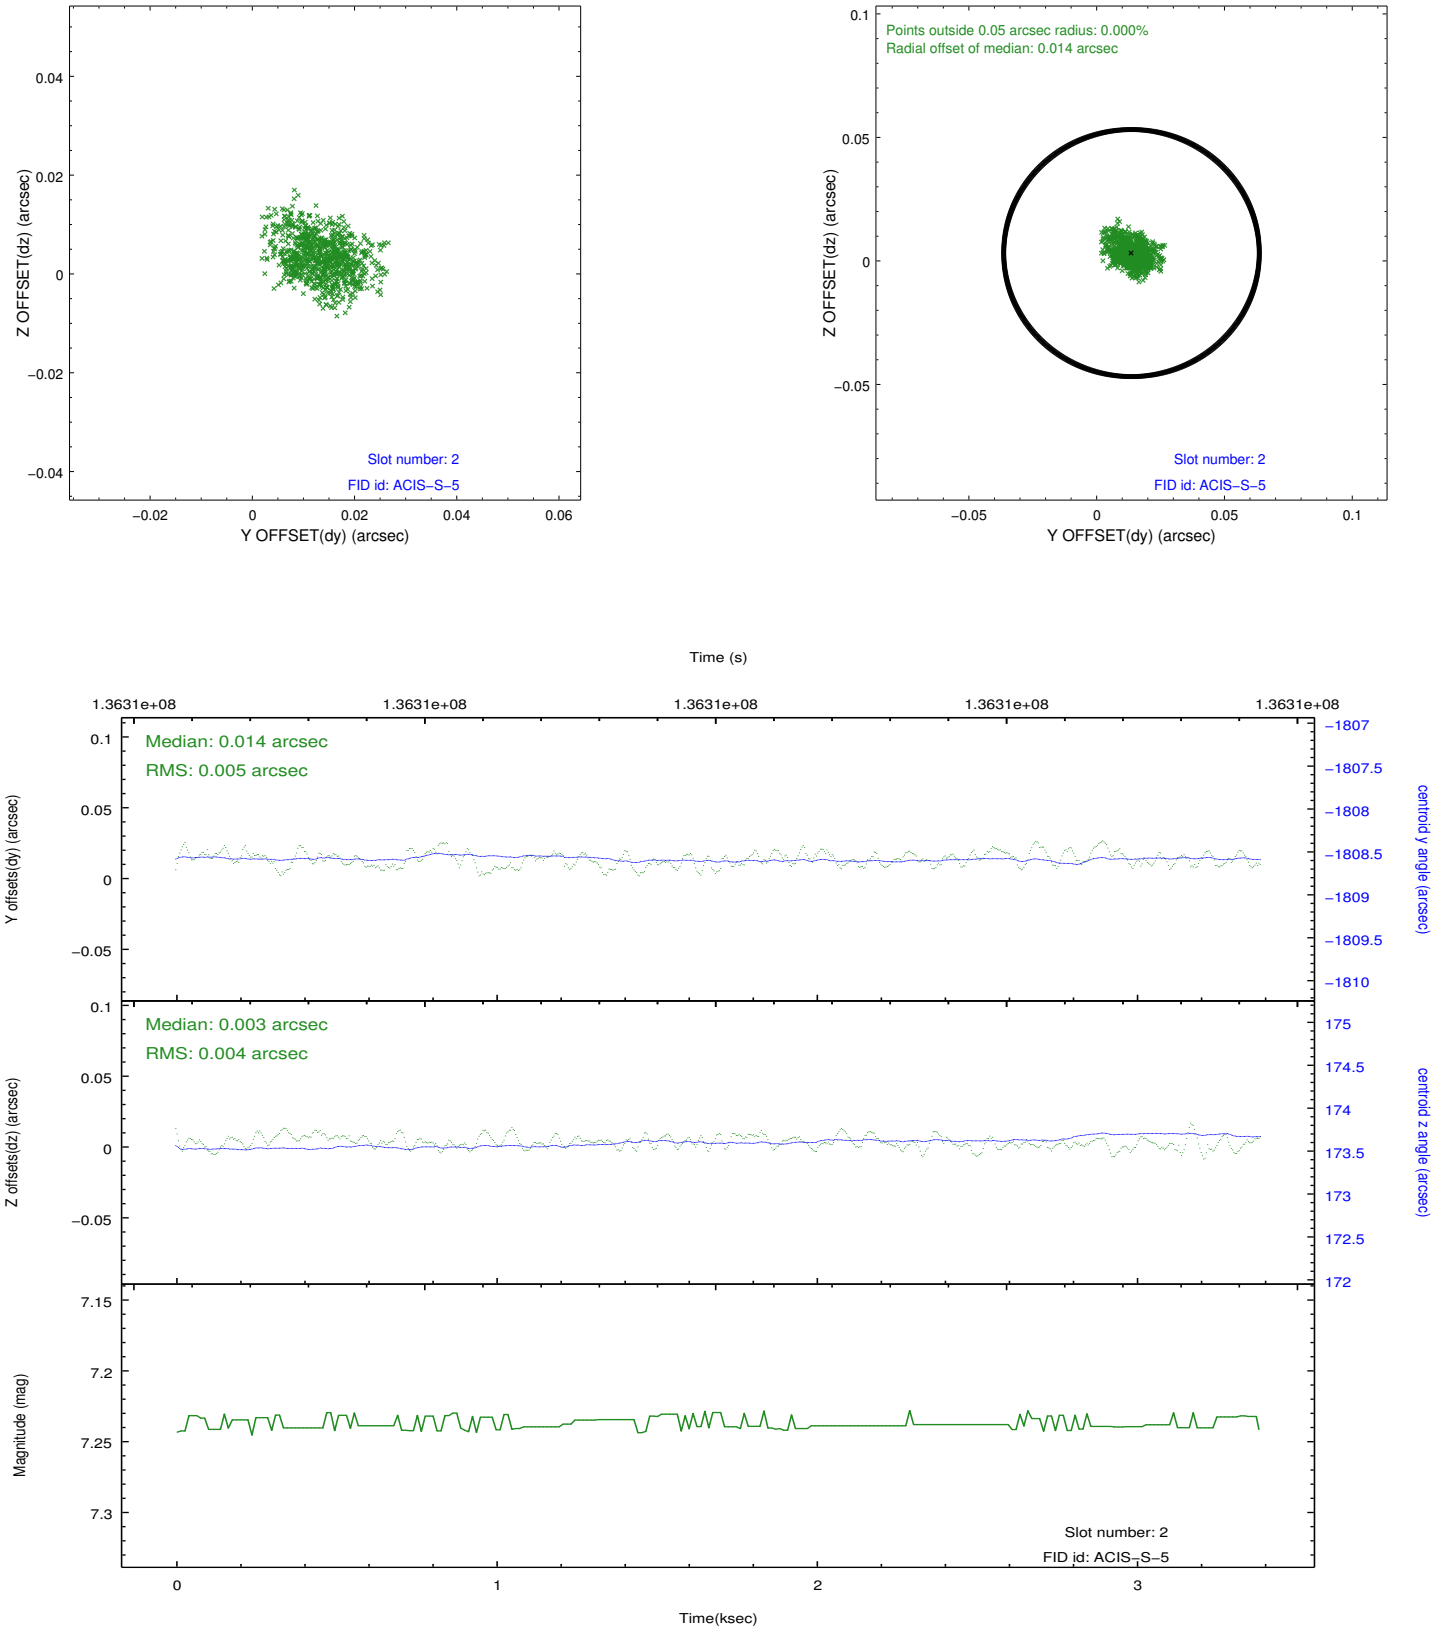 0.04
0.02
0
−0.02
−0.04
Z OFFSET(dz) (arcsec)
Slot number: 2
FID id: ACIS−S−5
−0.02 0 0.02 0.04 0.06
Y OFFSET(dy) (arcsec)
Points outside 0.05 arcsec radius: 0.000%
Radial offset of median: 0.014 arcsec
0.1
0.05
0
−0.05
Z OFFSET(dz) (arcsec)
Slot number: 2
FID id: ACIS−S−5
−0.05 0 0.05 0.1
Y OFFSET(dy) (arcsec)
Time (s)
1.3631e+08 1.3631e+08 1.3631e+08 1.3631e+08 1.3631e+08
Median: 0.014 arcsec
RMS: 0.005 arcsec
0.1
0.05
0
−0.05
Y offsets(dy) (arcsec)
−1807
−1807.5
−1808
−1808.5
−1809
−1809.5
−1810
centroid y angle (arcsec)
Median: 0.003 arcsec
RMS: 0.004 arcsec
0.1
0.05
0
−0.05
Z offsets(dz) (arcsec)
175
174.5
174
173.5
173
172.5
172
centroid z angle (arcsec)
7.15
7.2
7.25
7.3
Magnitude (mag)
Slot number: 2
FID id: ACIS−S−5
0 1 2 3
Time(ksec)